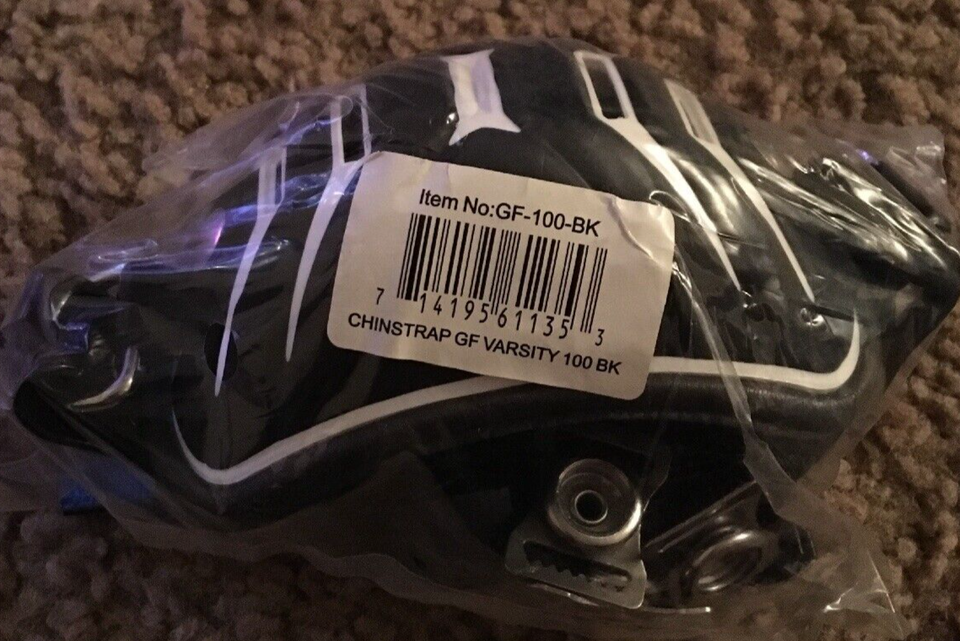 Item No:GF-100-BK
7 14195 61135 3
CHINSTRAP GF VARSITY 100 BK